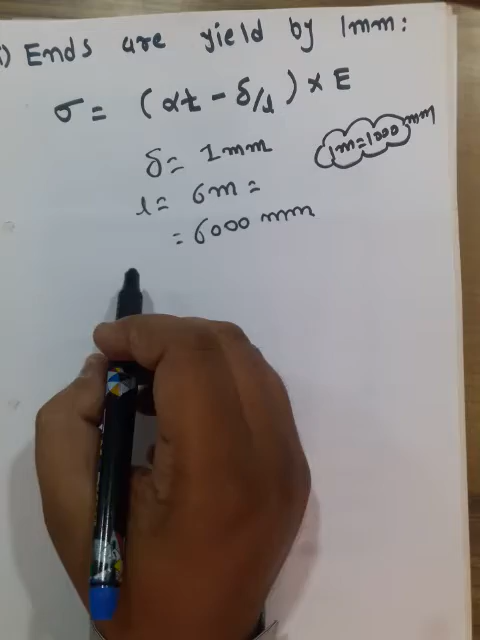 i) Ends are yield by 1mm:
σ = (αt - δ/l) × E
δ = 1mm
1m=1000 mm
l = 6m =
= 6000 mm